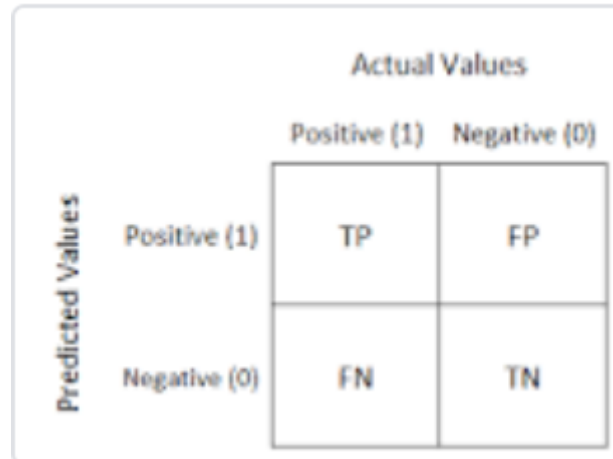 Actual Values
Positive (1) Negative (0)
Predicted Values
Positive (1) TP FP
Negative (0) FN TN